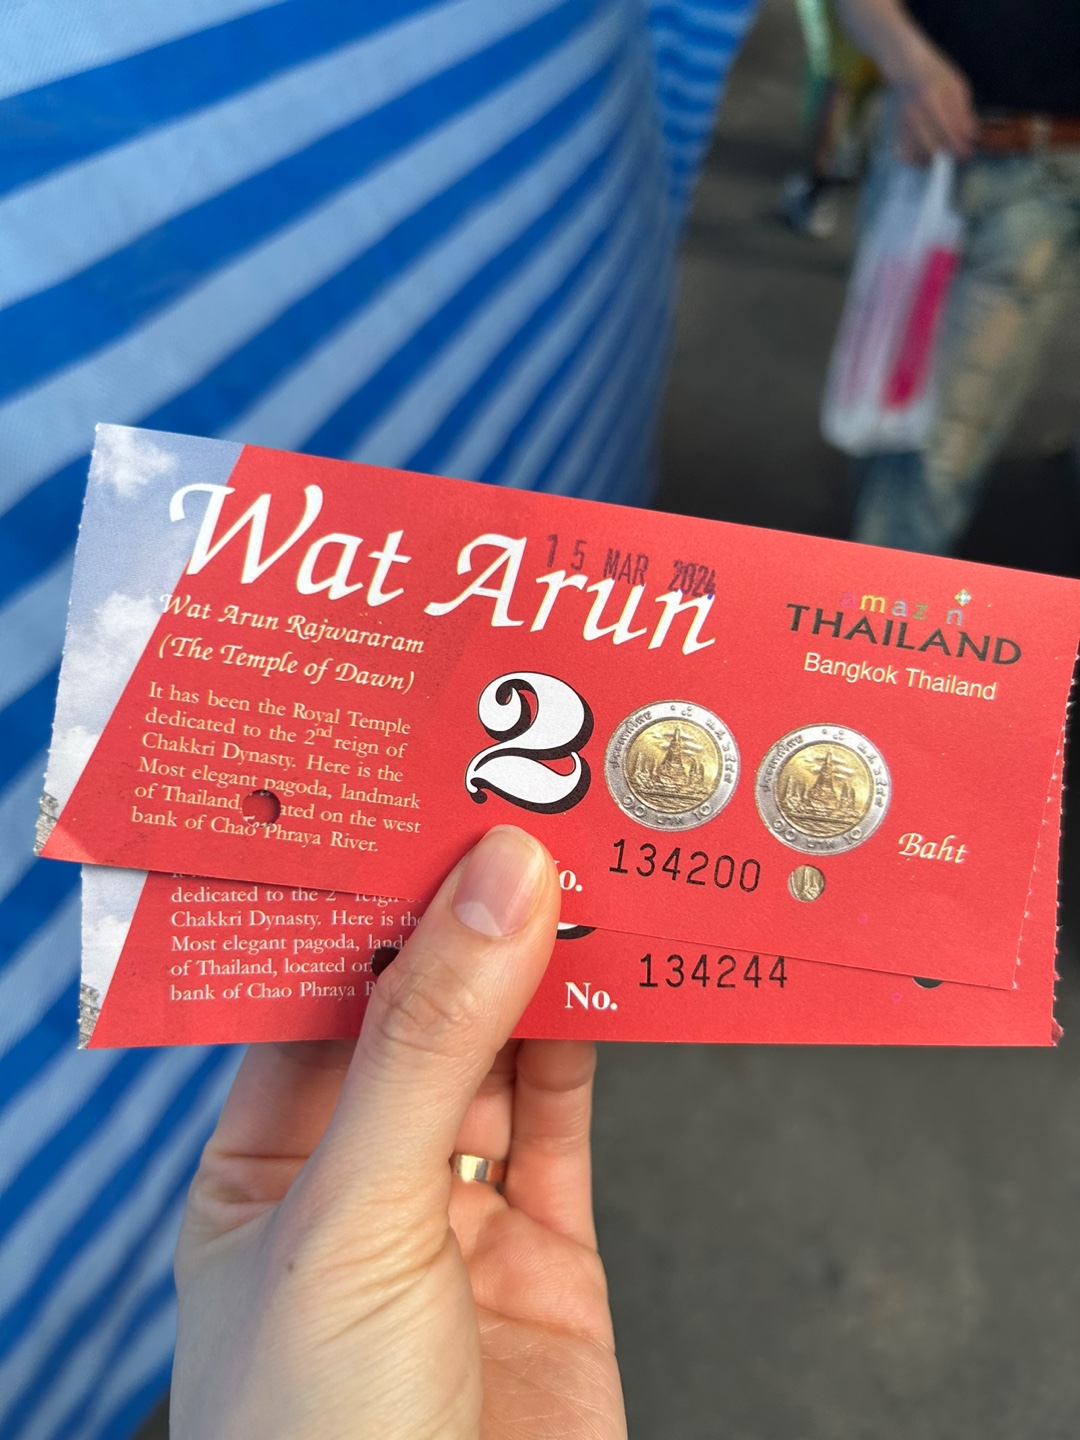 Wat Arun
15 MAR 2024
Wat Arun Rajwararam
(The Temple of Dawn)
It has been the Royal Temple
dedicated to the 2nd reign of
Chakkri Dynasty. Here is the
Most elegant pagoda, landmark
of Thailand, located on the west
bank of Chao Phraya River.
amazing
THAILAND
Bangkok Thailand
2
Baht
No. 134200
dedicated to the 2
Chakkri Dynasty. Here is the
Most elegant pagoda, land
of Thailand, located on
bank of Chao Phraya R
No. 134244